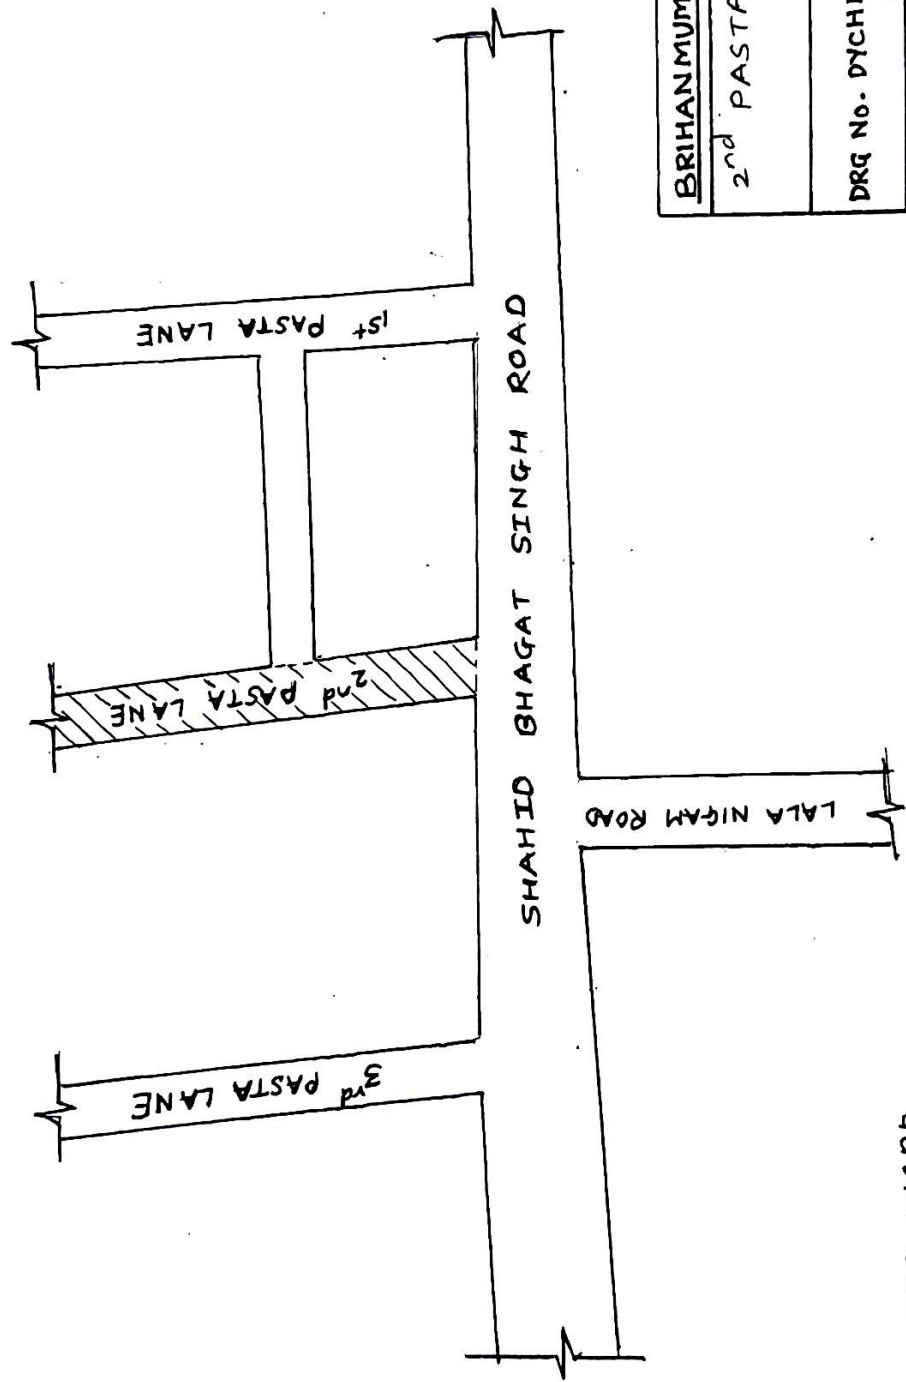 1st PASTA LANE
2nd PASTA LANE
3rd PASTA LANE
SHAHID BHAGAT SINGH ROAD
LALA NIGAM ROAD
BRIHANMUM
2nd PASTA
DRG No. DYCH